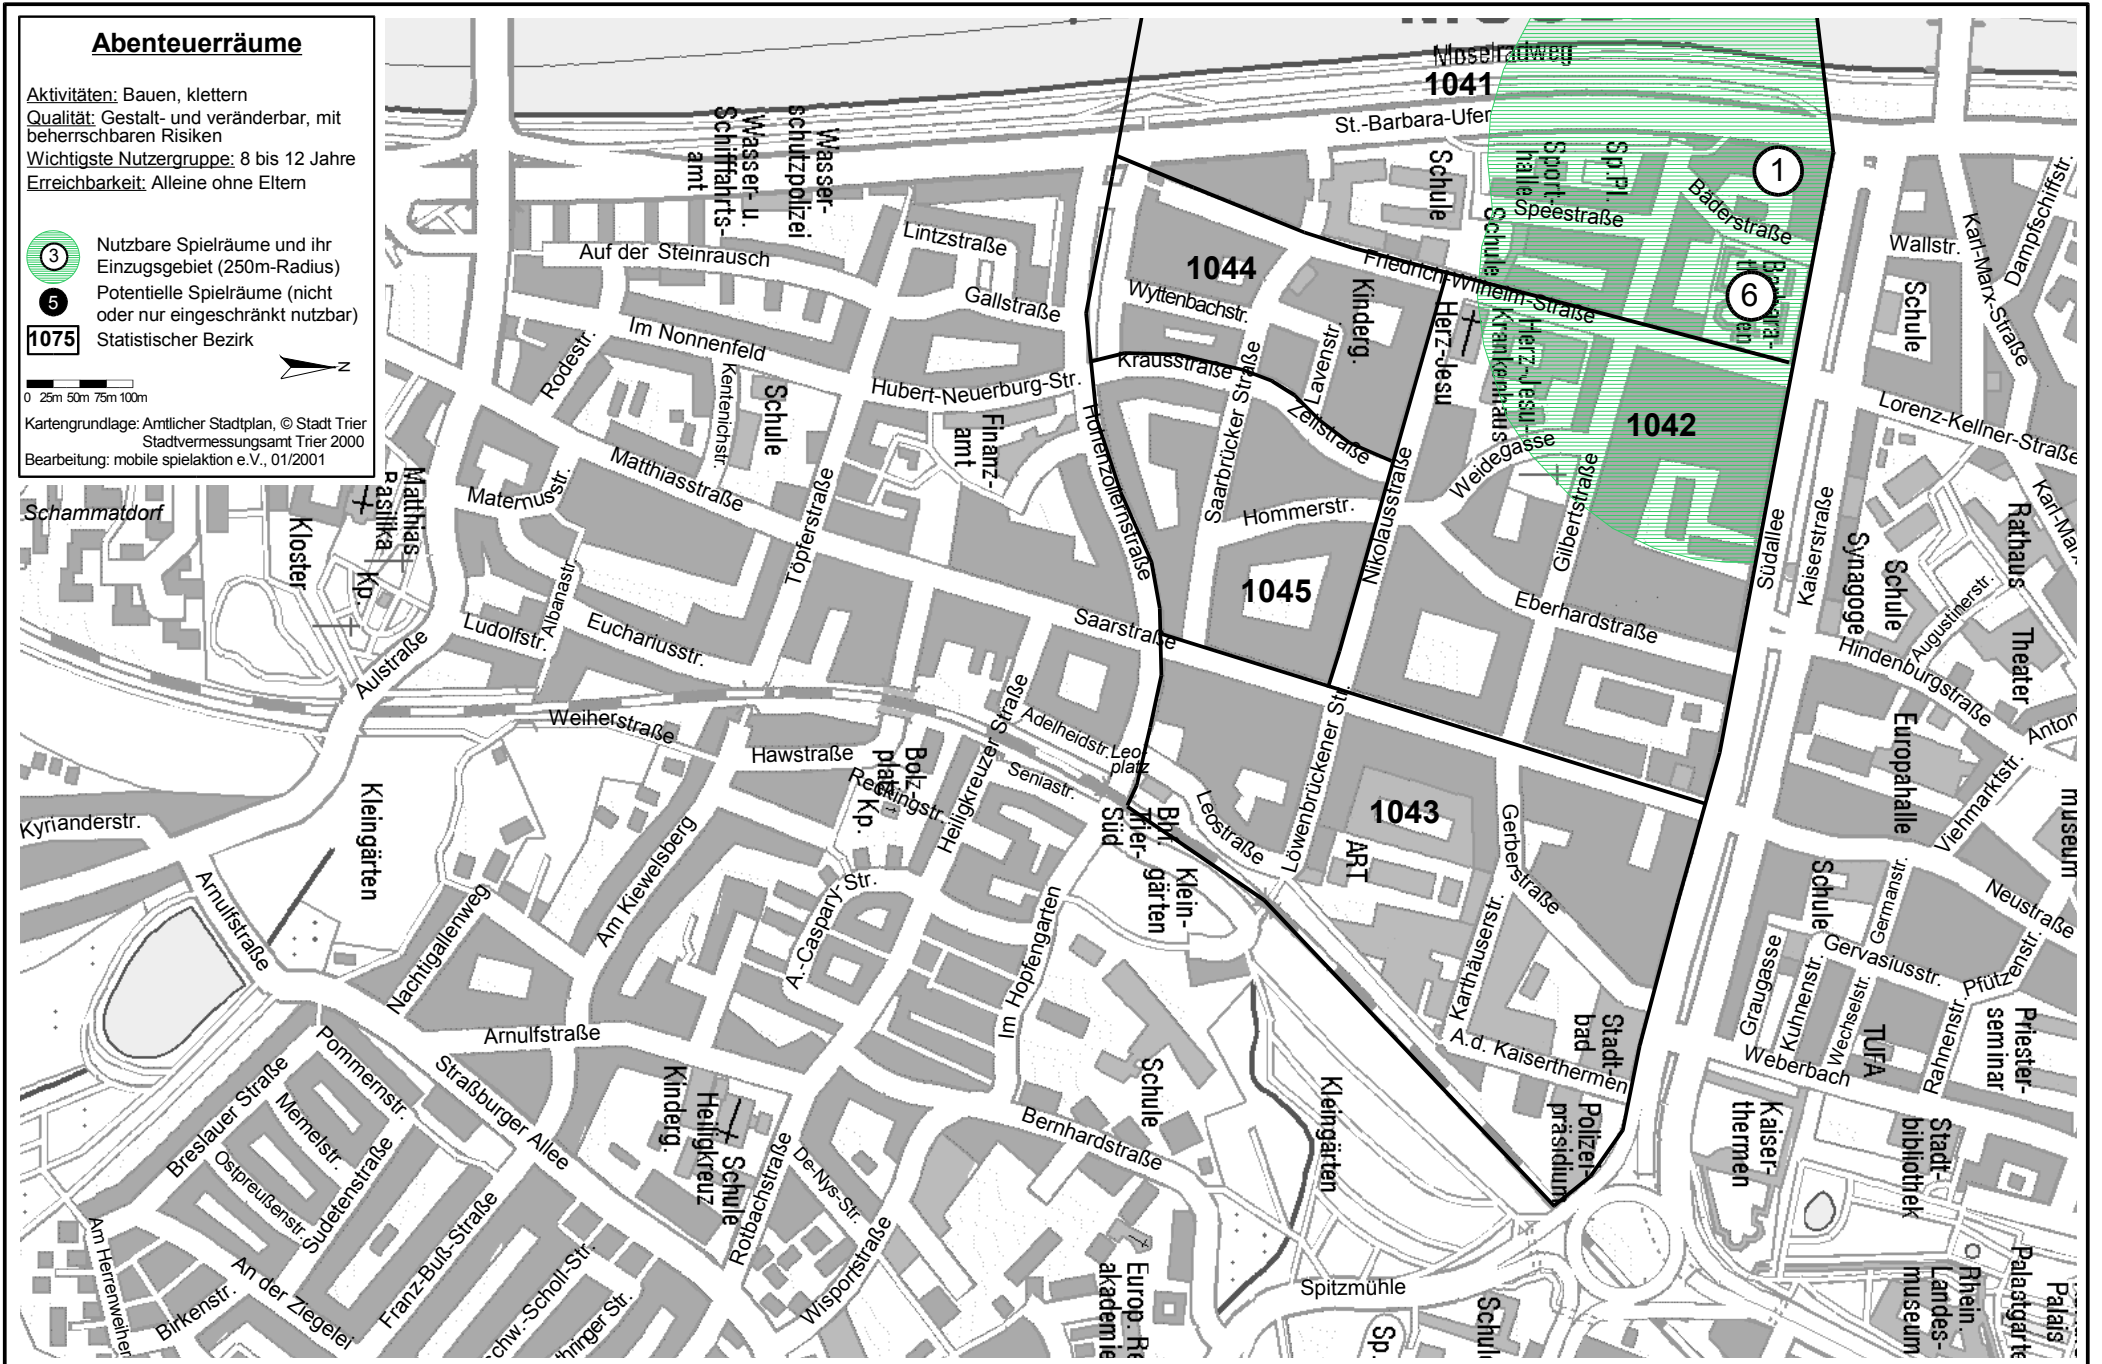 Abenteuerräume
Aktivitäten: Bauen, klettern
Qualität: Gestalt- und veränderbar, mit
beherrschbaren Risiken
Wichtigste Nutzergruppe: 8 bis 12 Jahre
Erreichbarkeit: Alleine ohne Eltern
3
Nutzbare Spielräume und ihr
Einzugsgebiet (250m-Radius)
5
Potentielle Spielräume (nicht
oder nur eingeschränkt nutzbar)
1075 Statistischer Bezirk
N
0 25m 50m 75m 100m
Kartengrundlage: Amtlicher Stadtplan, © Stadt Trier
Stadtvermessungsamt Trier 2000
Bearbeitung: mobile spielaktion e.V., 01/2001
Moselradweg
1041
St.-Barbara-Ufer
Wasser-
schutzpolizei
Wasser- u.
Schifffahrts-
amt
Schule
Sport-
halle
Sp.Pl.
1
Bäderstraße
Speestraße
Schule
6
Friedrich-Wilhelm-Straße
Wallstr.
Karl-Marx-Straße
Dampfschiffstr.
Schule
Lintzstraße
Auf der Steinrausch
Gallstraße
1044
Wyttenbachstr.
Kinderg.
Herz-Jesu
Herz-Jesu-
Krankenhaus
Im Nonnenfeld
Rodestr.
Kentenichstr.
Schule
Hubert-Neuerburg-Str.
Krausstraße
Lavenstr.
Zeilstraße
Saarbrücker Straße
1042
Lorenz-Kellner-Straße
Finanz-
amt
Hohenzollernstraße
Weidegasse
Gilbertstraße
Matthiasstraße
Maternusstr.
Töpferstraße
Hommerstr.
Nikolausstraße
Südallee
Kaiserstraße
Rathaus
Synagoge
Schule
Augustinerstr.
Theater
Schammatdorf
Matthias
Basilika
Kloster
Kp.
1045
Albanastr.
Ludolfstr.
Euchariusstr.
Saarstraße
Eberhardstraße
Hindenburgstraße
Aulstraße
Weiherstraße
Hawstraße
Bolz-
platz
Reckingstr.
Kp.
Heiligkreuzer Straße
Adelheidstr.
Leo-
platz
Seniastr.
Bhf.
Trier-
Süd
Leostraße
Löwenbrückener Str.
1043
ART
Gerberstraße
Europahalle
Viehmarktstr.
museum
Kyrianderstr.
Kleingärten
Arnulfstraße
Am Kiewelsberg
Nachtigallenweg
A.-Caspary-Str.
Klein-
gärten
Im Hopfengarten
Karthäuserstr.
Schule
Germanstr.
Neustraße
Gervasiusstr.
Pfützenstr.
Graugasse
Kuhnenstr.
Wechselstr.
TUFA
Rahnenstr.
Priester-
seminar
Weberbach
Arnulfstraße
Pommernstr.
Straßburger Allee
Breslauer Straße
Memelstr.
Ostpreußenstr.
Sudetenstraße
Kinderg.
Heiligkreuz
Schule
Rotbachstraße
De-Nys-Str.
Bernhardstraße
Schule
Kleingärten
Stadt-
bad
A.d. Kaiserthermen
Polizei-
präsidium
Kaiser-
thermen
Stadt-
bibliothek
Am Herrenweiher
Birkenstr.
An der Ziegelei
Franz-Buß-Straße
Wisportstraße
Spitzmühle
Sp.
Rhein.
Landes-
museum